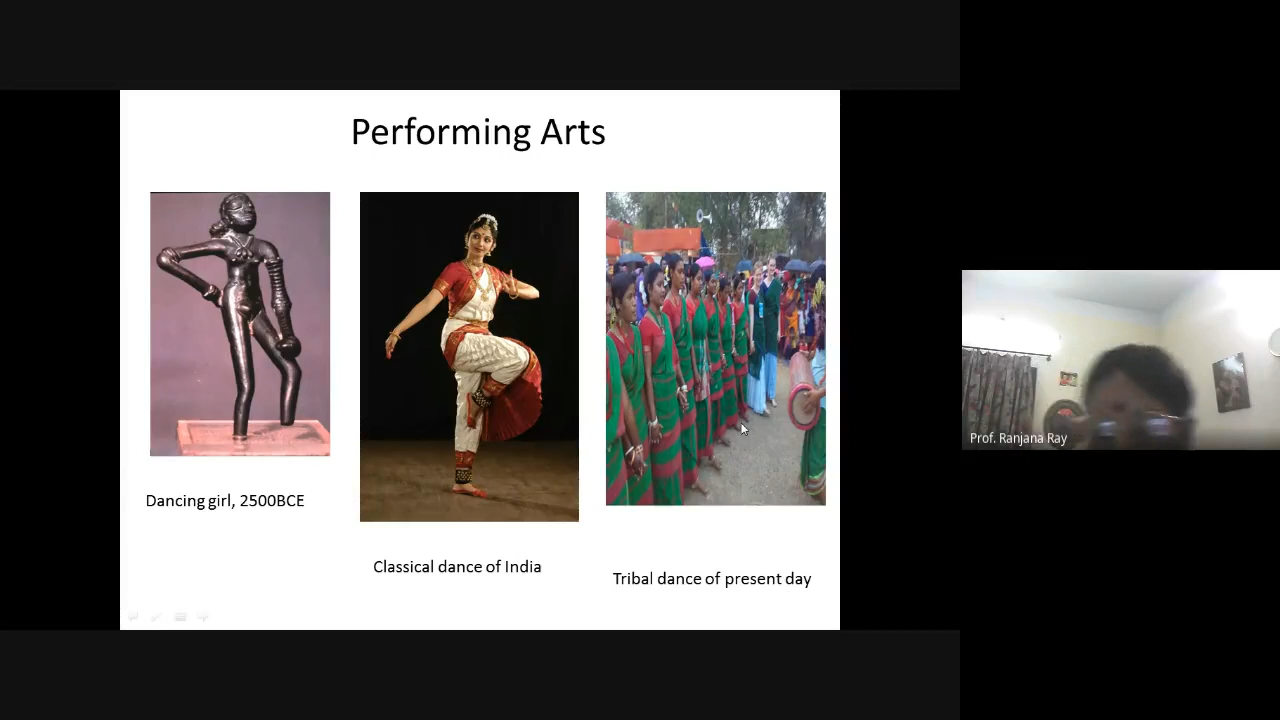 Performing Arts
Dancing girl, 2500BCE
Classical dance of India
Tribal dance of present day
Prof. Ranjana Ray